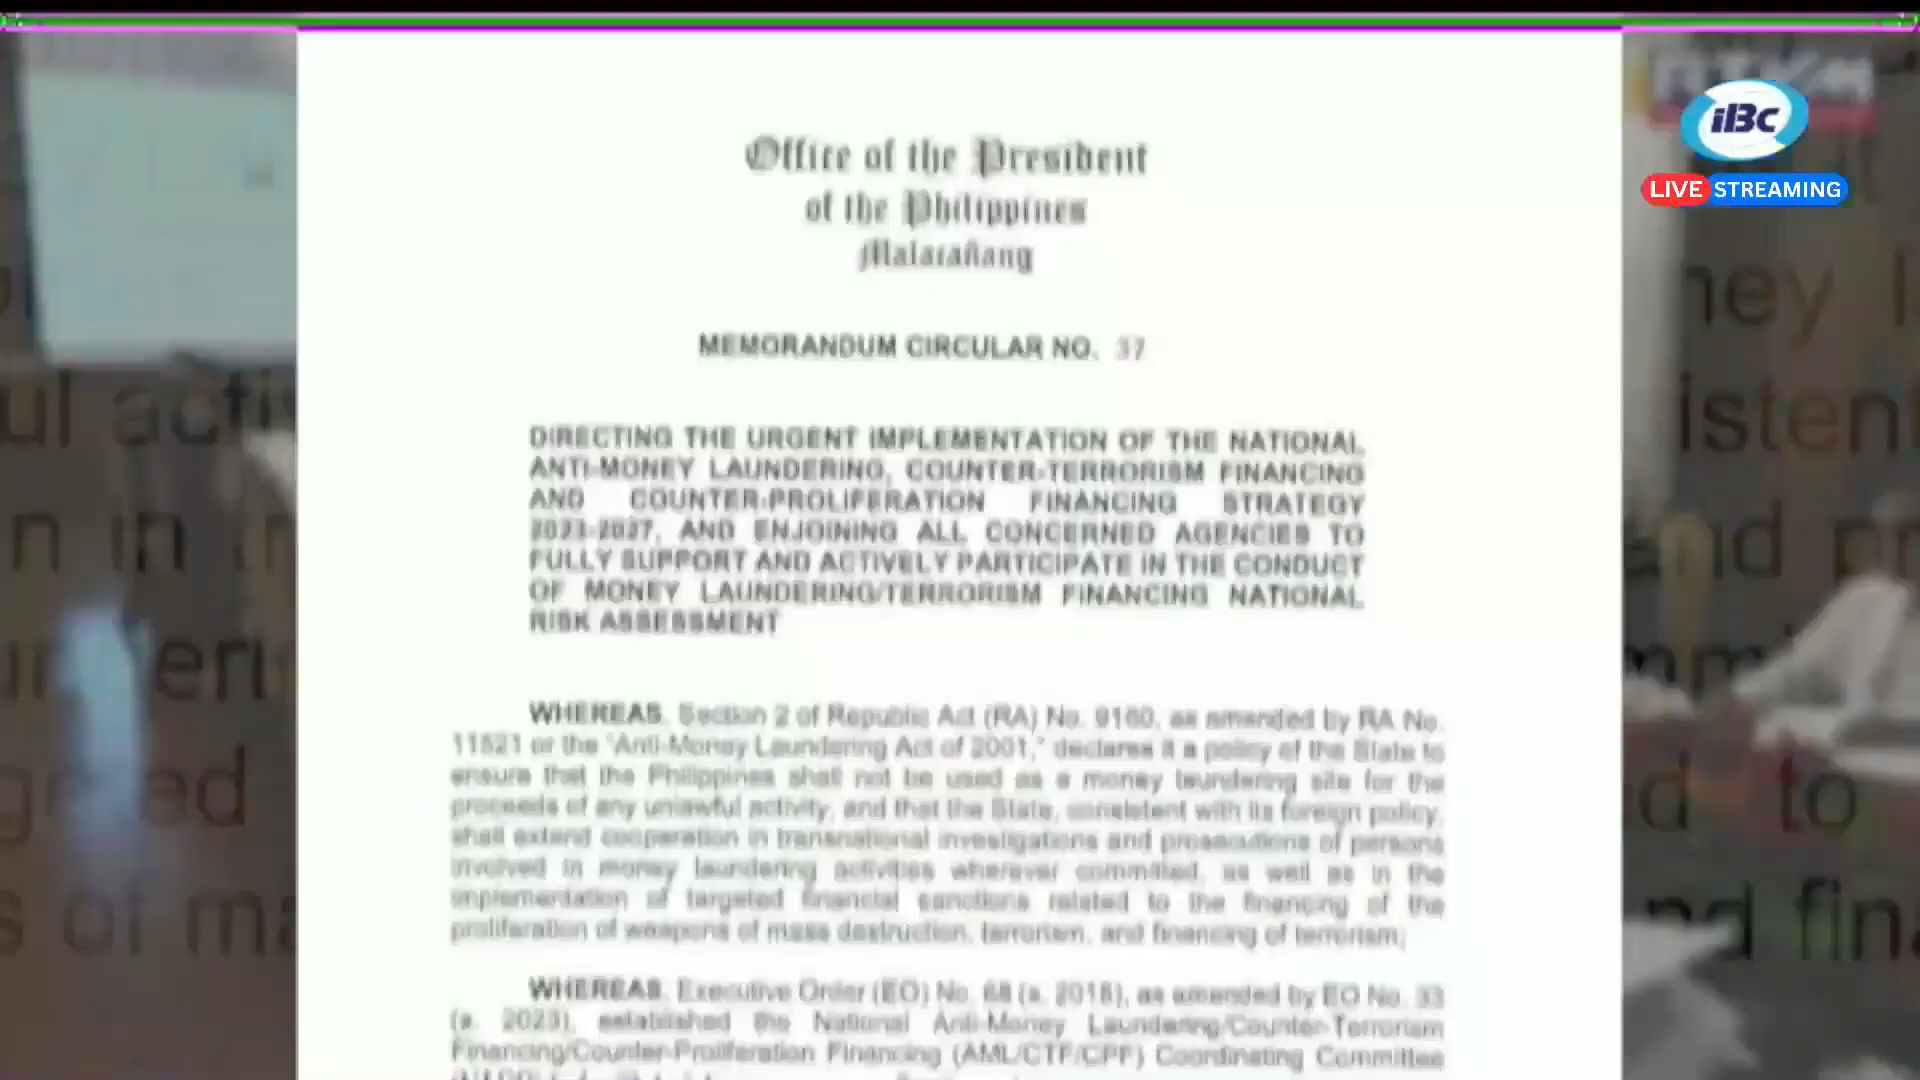 iBC
LIVE STREAMING
Office of the President
of the Philippines
Malacañang
MEMORANDUM CIRCULAR NO. 37
DIRECTING THE URGENT IMPLEMENTATION OF THE NATIONAL
ANTI-MONEY LAUNDERING, COUNTER-TERRORISM FINANCING
AND COUNTER-PROLIFERATION FINANCING STRATEGY
2023-2027, AND ENJOINING ALL CONCERNED AGENCIES TO
FULLY SUPPORT AND ACTIVELY PARTICIPATE IN THE CONDUCT
OF MONEY LAUNDERING/TERRORISM FINANCING NATIONAL
RISK ASSESSMENT
WHEREAS, Section 2 of Republic Act (RA) No. 9160, as amended by RA No.
11521 or the "Anti-Money Laundering Act of 2001," declares it a policy of the State to
ensure that the Philippines shall not be used as a money laundering site for the
proceeds of any unlawful activity, and that the State, consistent with its foreign policy,
shall extend cooperation in transnational investigations and prosecutions of persons
involved in money laundering activities wherever committed, as well as in the
implementation of targeted financial sanctions related to the financing of the
proliferation of weapons of mass destruction, terrorism, and financing of terrorism;
WHEREAS, Executive Order (EO) No. 68 (s. 2018), as amended by EO No. 33
(s. 2023), established the National Anti-Money Laundering/Counter-Terrorism
Financing/Counter-Proliferation Financing (AML/CTF/CPF) Coordinating Committee